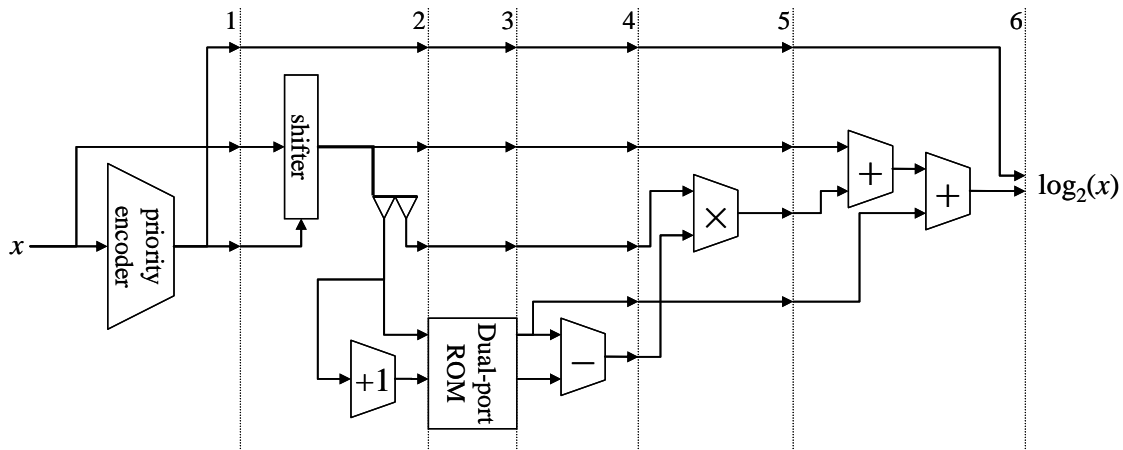 1 2 3 4 5 6
x
priority
encoder
shifter
+1
Dual-port
ROM
−
×
+
+
log₂(x)